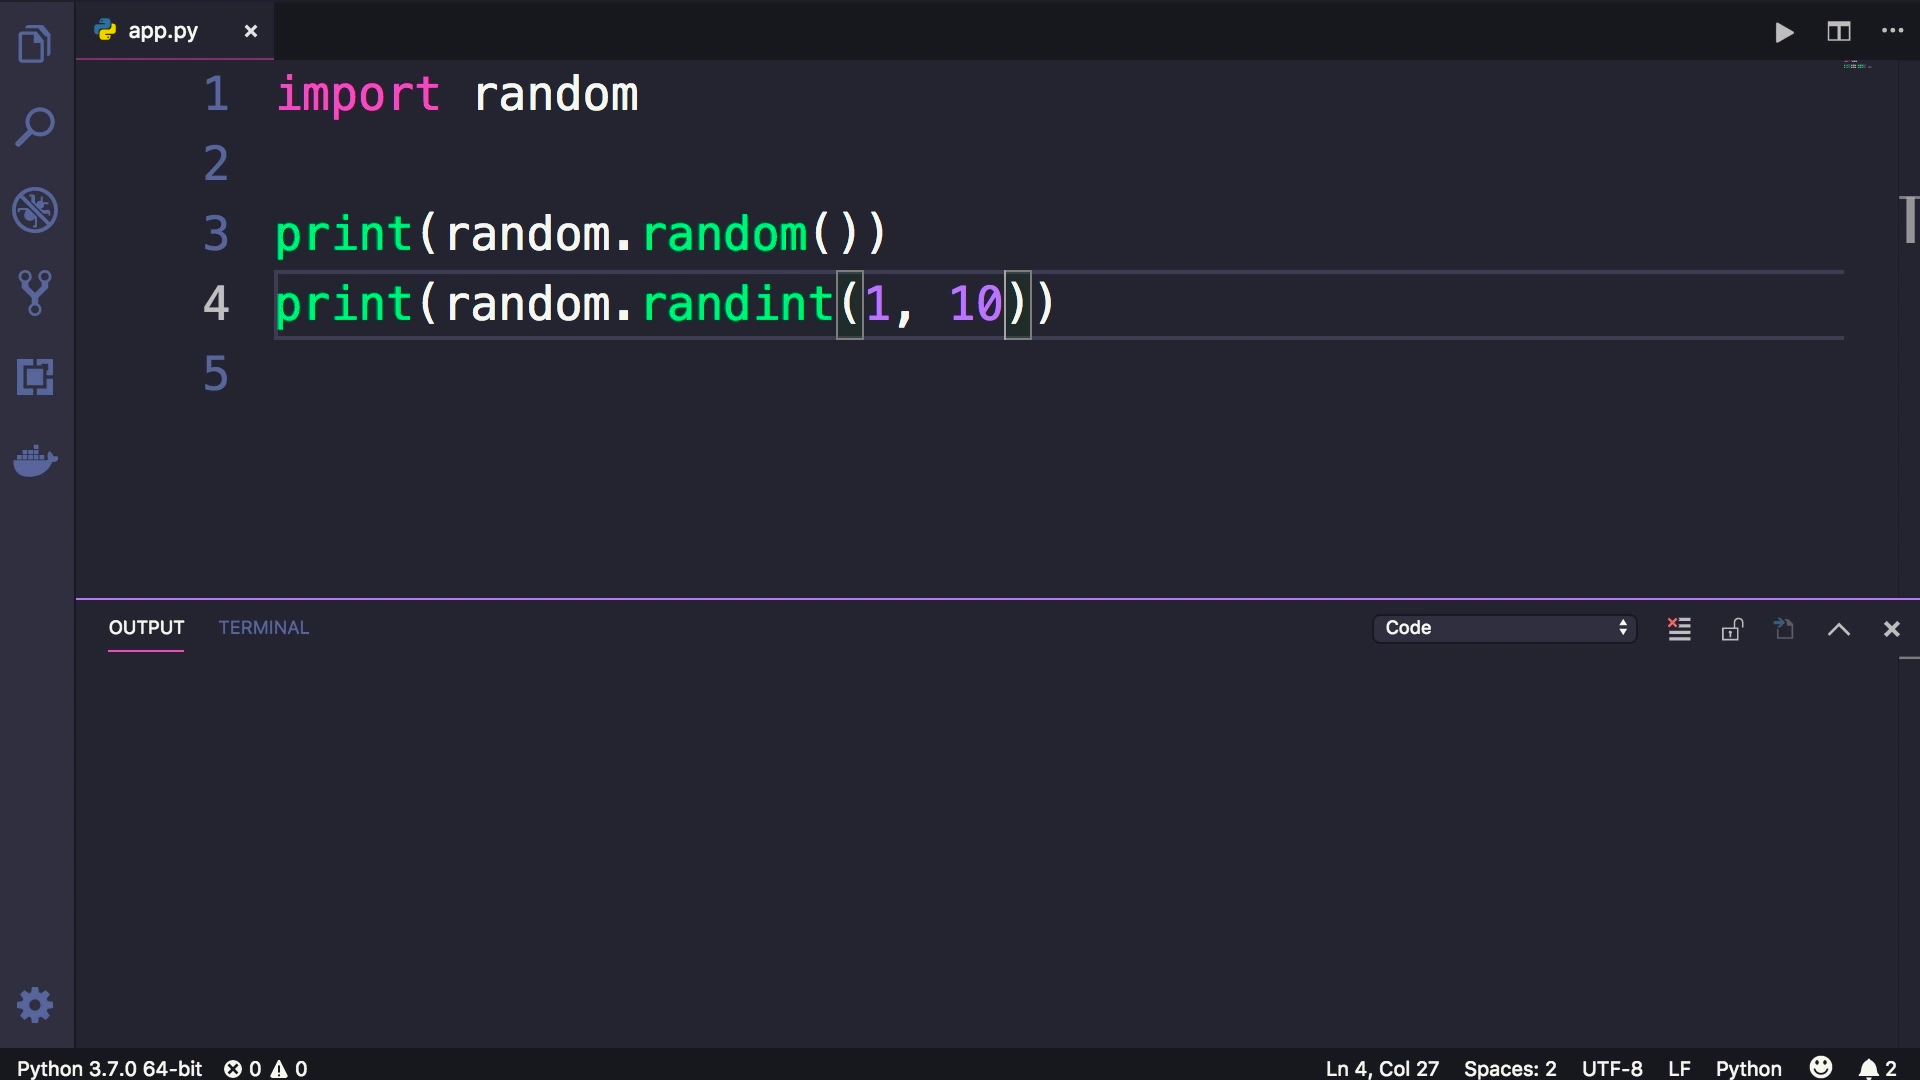 app.py
1 import random
2
3 print(random.random())
4 print(random.randint(1, 10))
5
OUTPUT TERMINAL Code
Python 3.7.0 64-bit 0 0 Ln 4, Col 27 Spaces: 2 UTF-8 LF Python 2